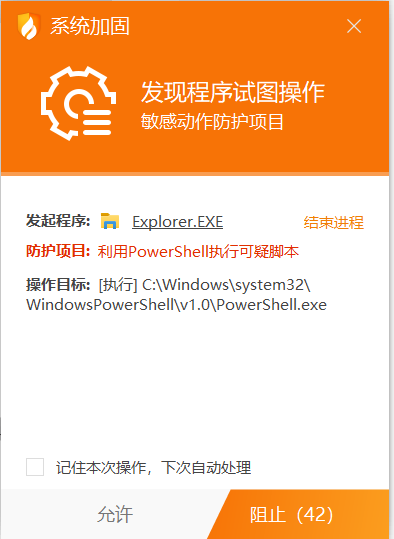 系统加固
发现程序试图操作
敏感动作防护项目
发起程序: Explorer.EXE 结束进程
防护项目: 利用PowerShell执行可疑脚本
操作目标: [执行] C:\Windows\system32\
WindowsPowerShell\v1.0\PowerShell.exe
记住本次操作，下次自动处理
允许 阻止（42）